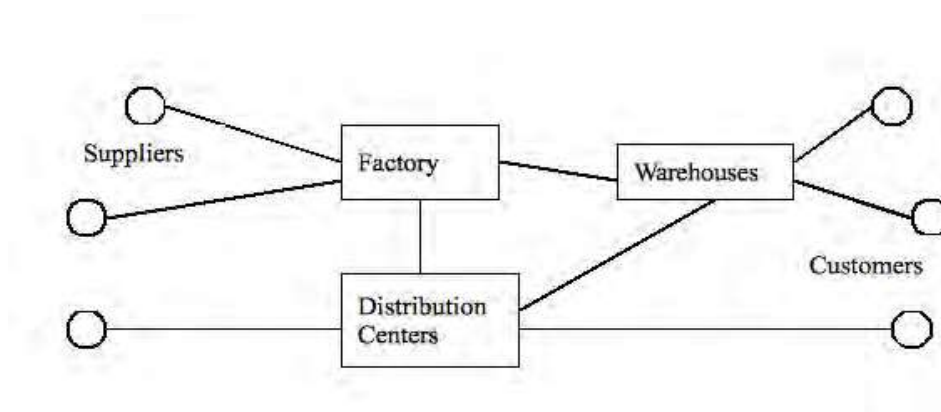 Suppliers
Factory
Warehouses
Customers
Distribution
Centers